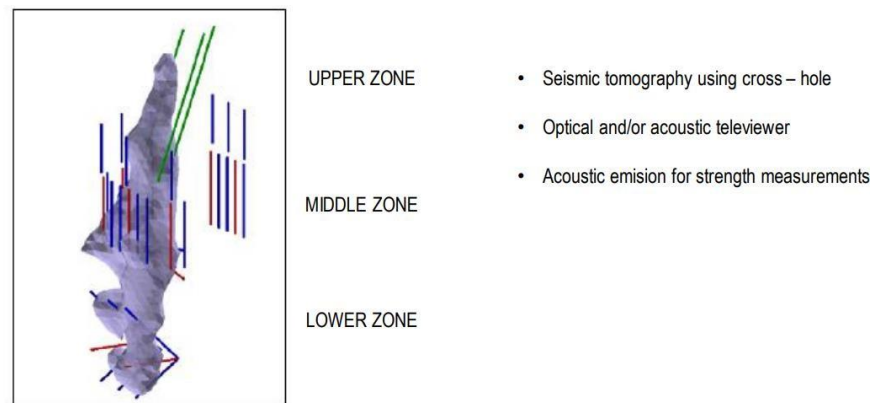 UPPER ZONE
MIDDLE ZONE
LOWER ZONE
• Seismic tomography using cross – hole
• Optical and/or acoustic televiewer
• Acoustic emision for strength measurements